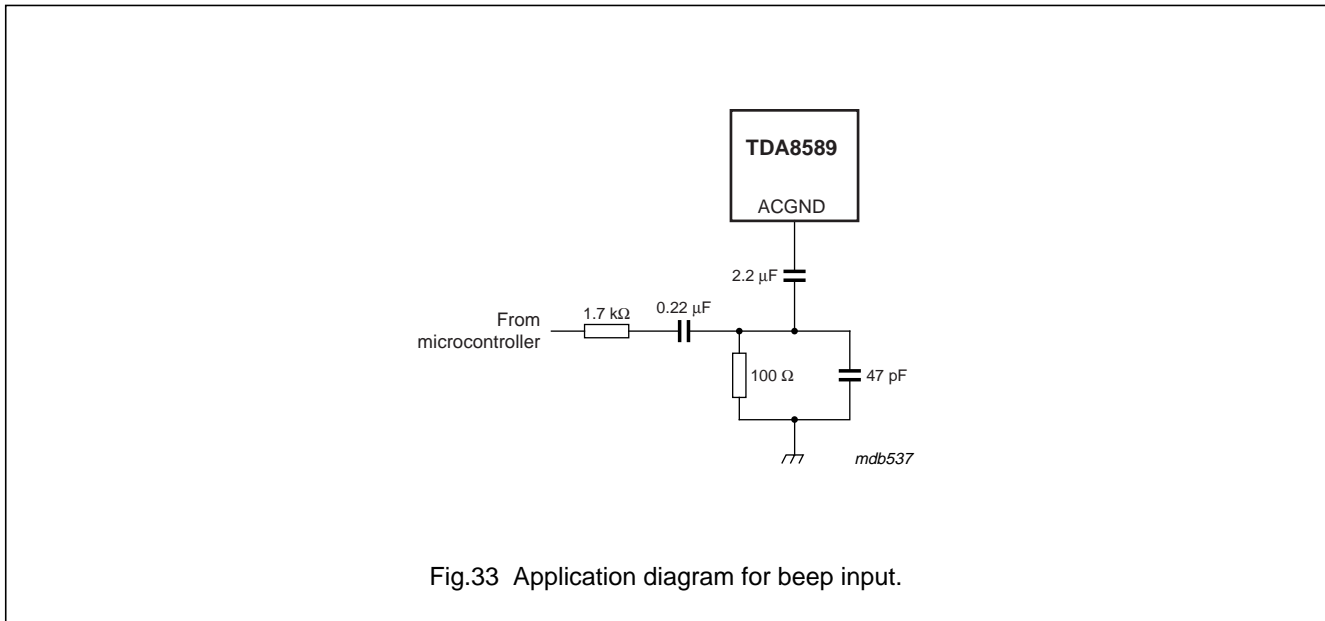 TDA8589
ACGND
2.2 μF
0.22 μF
1.7 kΩ
From
microcontroller
100 Ω
47 pF
mdb537
Fig.33 Application diagram for beep input.